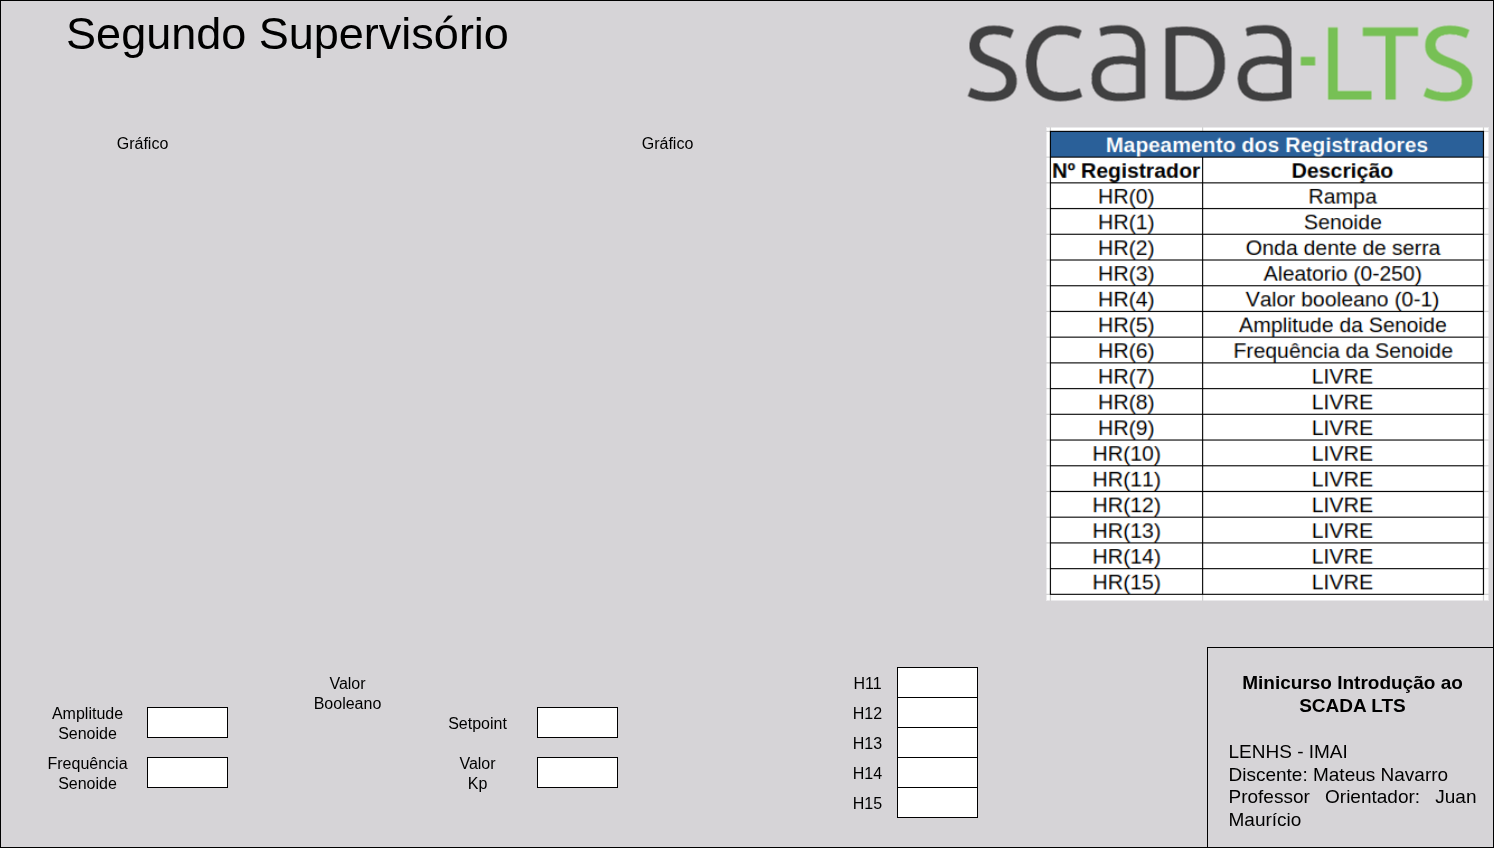 Segundo Supervisório
SCADA-LTS
Gráfico
Gráfico
Mapeamento dos Registradores
Nº Registrador Descrição
HR(0) Rampa
HR(1) Senoide
HR(2) Onda dente de serra
HR(3) Aleatorio (0-250)
HR(4) Valor booleano (0-1)
HR(5) Amplitude da Senoide
HR(6) Frequência da Senoide
HR(7) LIVRE
HR(8) LIVRE
HR(9) LIVRE
HR(10) LIVRE
HR(11) LIVRE
HR(12) LIVRE
HR(13) LIVRE
HR(14) LIVRE
HR(15) LIVRE
Amplitude
Senoide
Frequência
Senoide
Valor
Booleano
Setpoint
Valor
Kp
H11
H12
H13
H14
H15
Minicurso Introdução ao
SCADA LTS
LENHS - IMAI
Discente: Mateus Navarro
Professor Orientador: Juan
Maurício